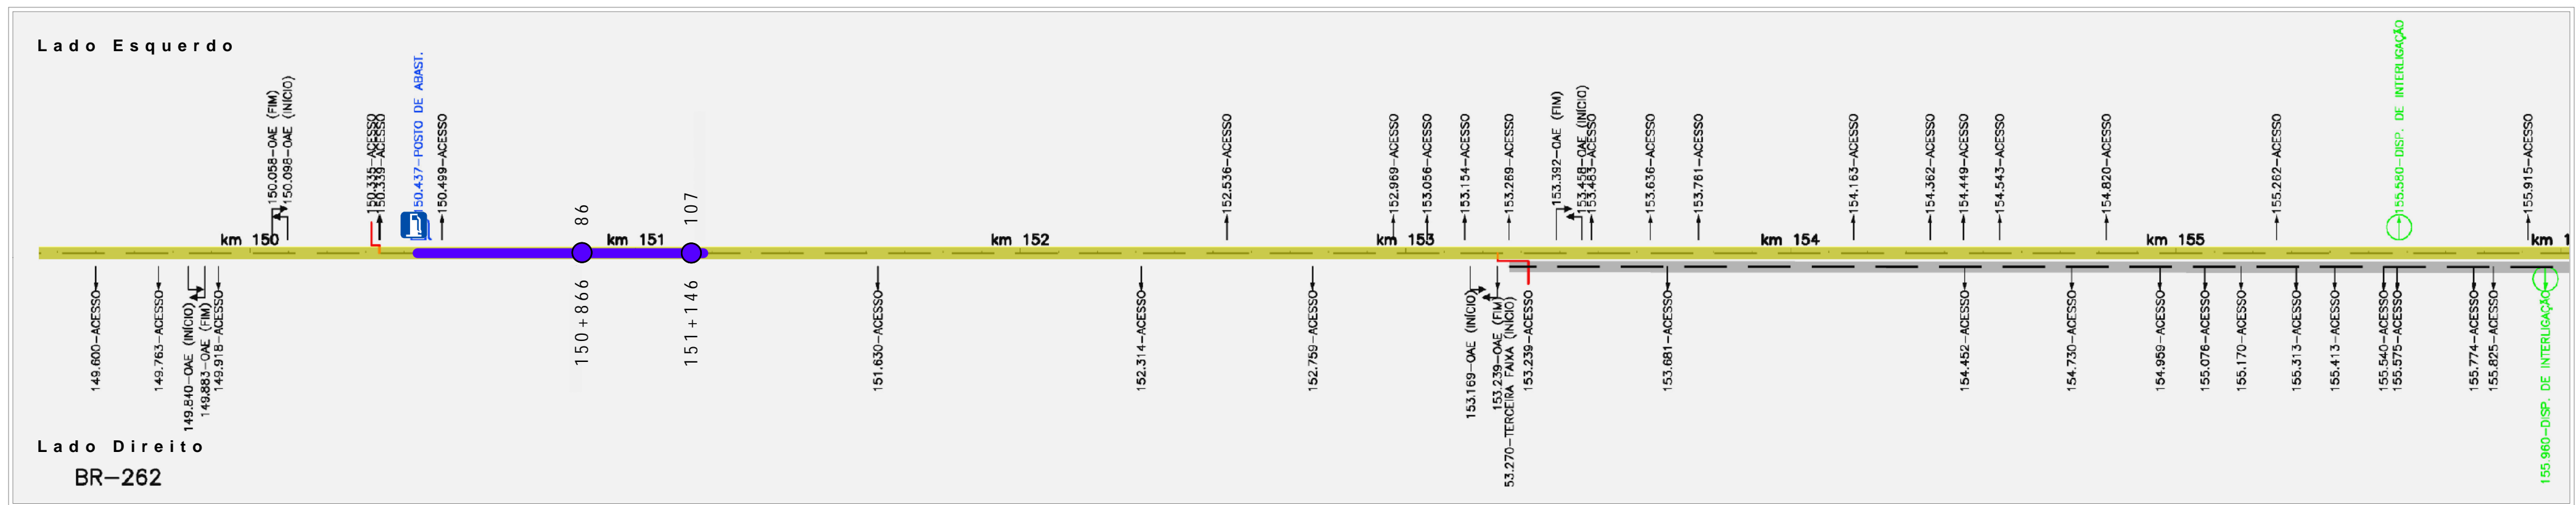 Lado Esquerdo
150.058-OAE (FIM)
150.098-OAE (INÍCIO)
150.335-ACESSO
150.339-ACESSO
150.437-POSTO DE ABAST.
150.499-ACESSO
86
107
152.536-ACESSO
152.969-ACESSO
153.056-ACESSO
153.154-ACESSO
153.269-ACESSO
153.392-OAE (FIM)
153.458-OAE (INÍCIO)
153.483-ACESSO
153.636-ACESSO
153.761-ACESSO
154.163-ACESSO
154.362-ACESSO
154.449-ACESSO
154.543-ACESSO
154.820-ACESSO
155.262-ACESSO
155.580-DISP. DE INTERLIGAÇÃO
155.915-ACESSO
km 150
km 151
km 152
km 153
km 154
km 155
km 1
149.600-ACESSO
149.763-ACESSO
149.840-OAE (INÍCIO)
149.883-OAE (FIM)
149.918-ACESSO
150+866
151+146
151.630-ACESSO
152.314-ACESSO
152.759-ACESSO
153.169-OAE (INÍCIO)
153.239-OAE (FIM)
53.270-TERCEIRA FAIXA (INÍCIO)
153.239-ACESSO
153.681-ACESSO
154.452-ACESSO
154.730-ACESSO
154.959-ACESSO
155.076-ACESSO
155.170-ACESSO
155.313-ACESSO
155.413-ACESSO
155.540-ACESSO
155.575-ACESSO
155.774-ACESSO
155.825-ACESSO
155.960-DISP. DE INTERLIGAÇÃO
Lado Direito
BR-262